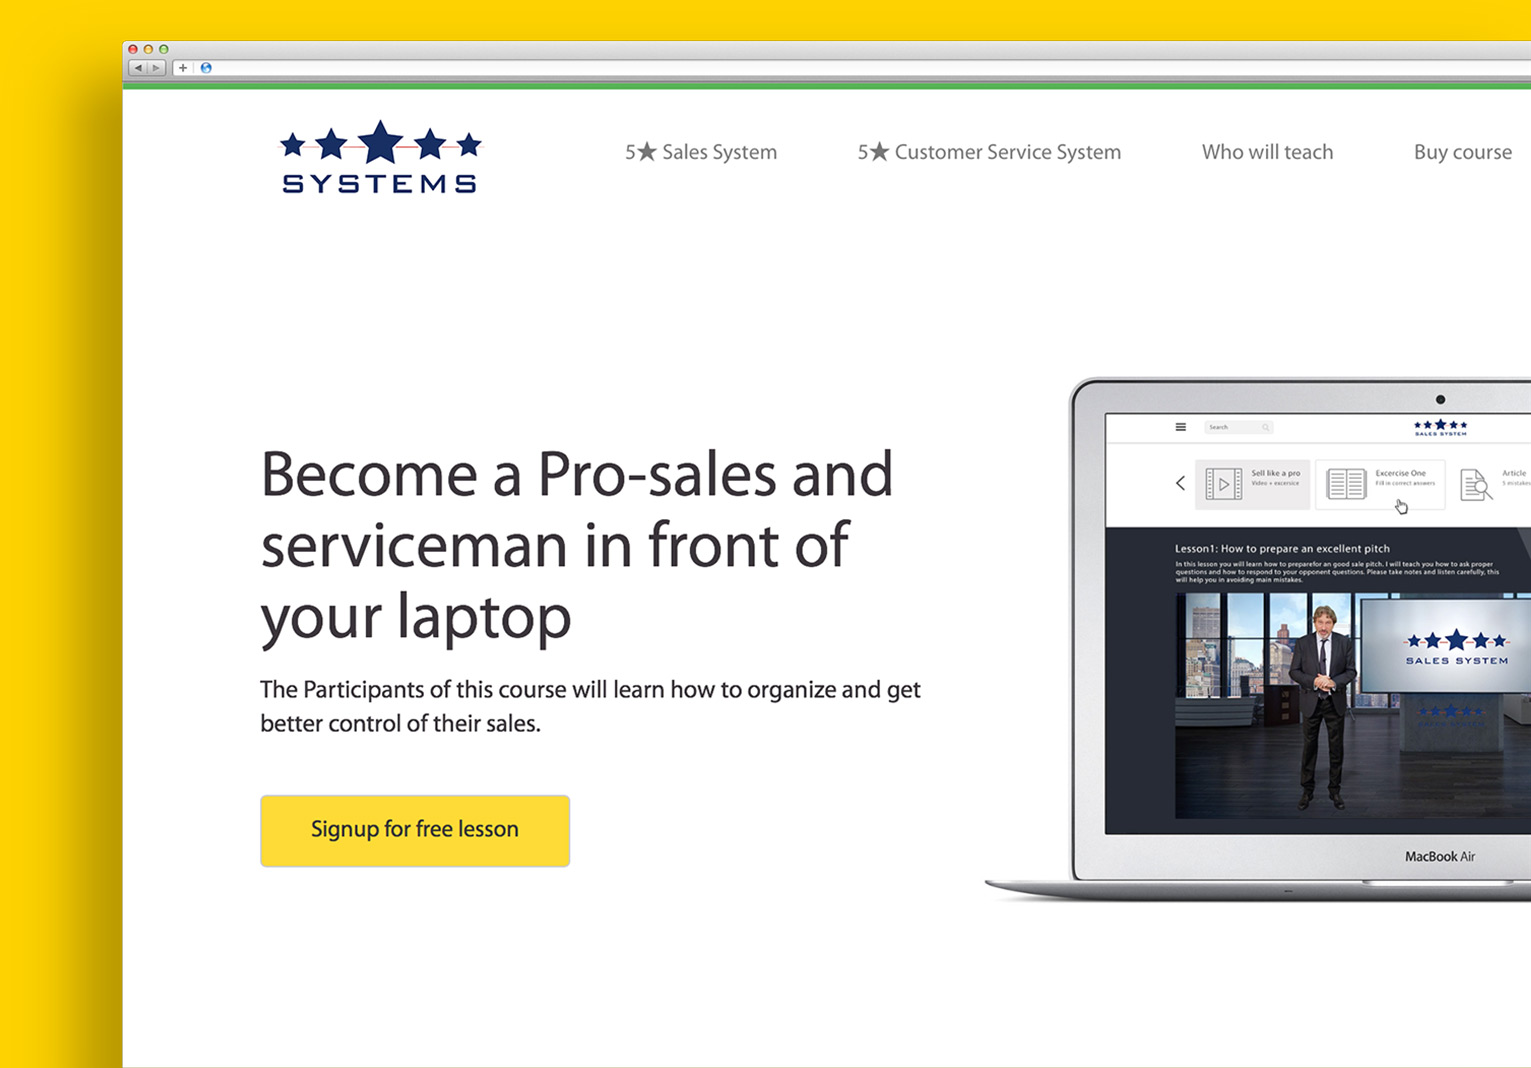 SYSTEMS
5★ Sales System
5★ Customer Service System
Who will teach
Buy course
Become a Pro-sales and
serviceman in front of
your laptop
The Participants of this course will learn how to organize and get
better control of their sales.
Signup for free lesson
Search
SALES SYSTEM
Sell like a pro
Video + excersice
Excercise One
Fill in correct answers
Article
5 mistakes
Lesson1: How to prepare an excellent pitch
In this lesson you will learn how to preparefor an good sale pitch. I will teach you how to ask proper
questions and how to respond to your opponent questions. Please take notes and listen carefully, this
will help you in avoiding main mistakes.
SALES SYSTEM
MacBook Air